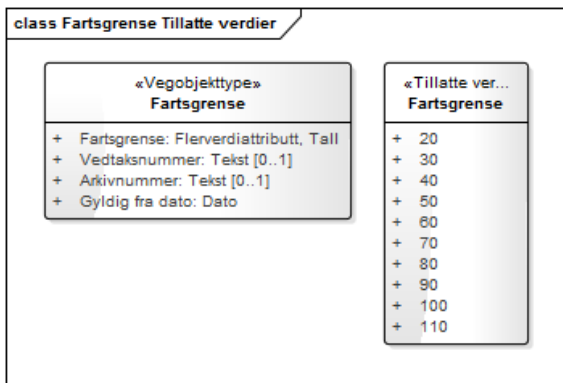 class Fartsgrense Tillatte verdier
«Vegobjekttype»
Fartsgrense
+ Fartsgrense: Flerverdiattributt, Tall
+ Vedtaksnummer: Tekst [0..1]
+ Arkivnummer: Tekst [0..1]
+ Gyldig fra dato: Dato
«Tillatte ver...
Fartsgrense
+ 20
+ 30
+ 40
+ 50
+ 60
+ 70
+ 80
+ 90
+ 100
+ 110